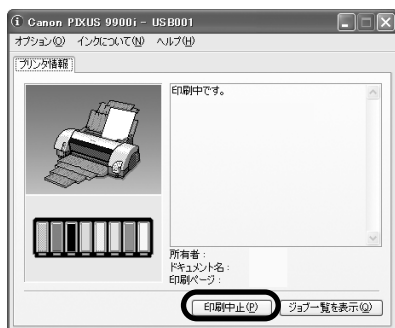 Canon PIXUS 9900i - USB001
オプション(O) インクについて(N) ヘルプ(H)
プリンタ情報
印刷中です。
所有者：
ドキュメント名：
印刷ページ：
印刷中止(P) ジョブ一覧を表示(Q)